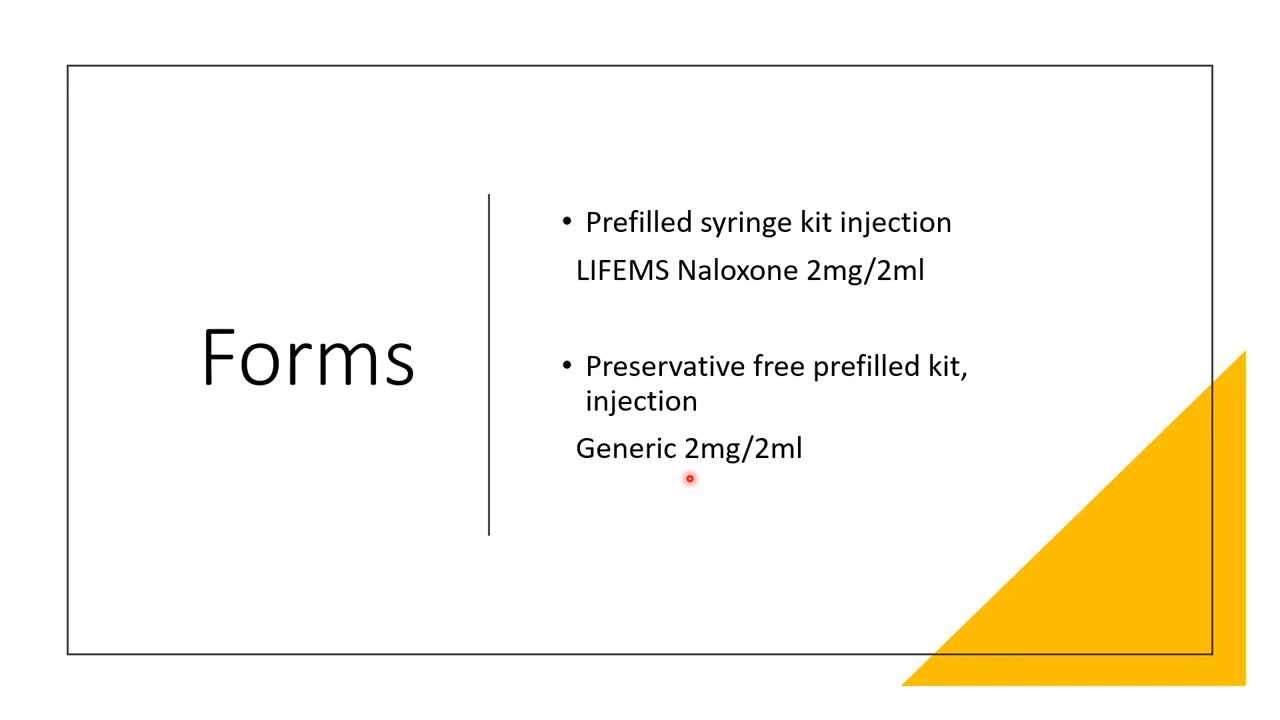 Forms
• Prefilled syringe kit injection
LIFEMS Naloxone 2mg/2ml
• Preservative free prefilled kit,
injection
Generic 2mg/2ml